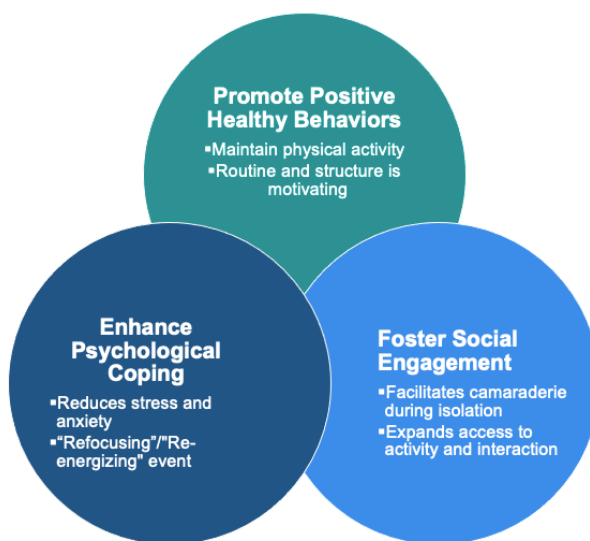 Promote Positive
Healthy Behaviors
▪Maintain physical activity
▪Routine and structure is
motivating
Enhance
Psychological
Coping
▪Reduces stress and
anxiety
▪“Refocusing”/"Re-
energizing" event
Foster Social
Engagement
▪Facilitates camaraderie
during isolation
▪Expands access to
activity and interaction